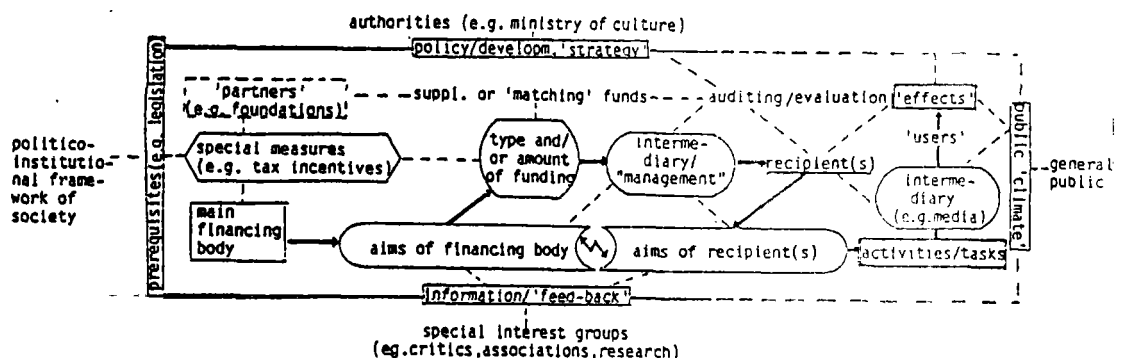 authorities (e.g. ministry of culture)
policy/developm.'strategy'
prerequisites(e.g. legislation)
'partners'
(e.g. foundations)
suppl. or 'matching' funds
auditing/evaluation
'effects'
politico-
institutio-
nal frame-
work of
society
special measures
(e.g. tax incentives)
type and/
or amount
of funding
interme-
diary/
"management"
recipient(s)
'users'
interme-
diary
(e.g.media)
'public climate'
general
public
main
financing
body
aims of financing body
aims of recipient(s)
activities/tasks
information/'feed-back'
special interest groups
(eg.critics,associations,research)